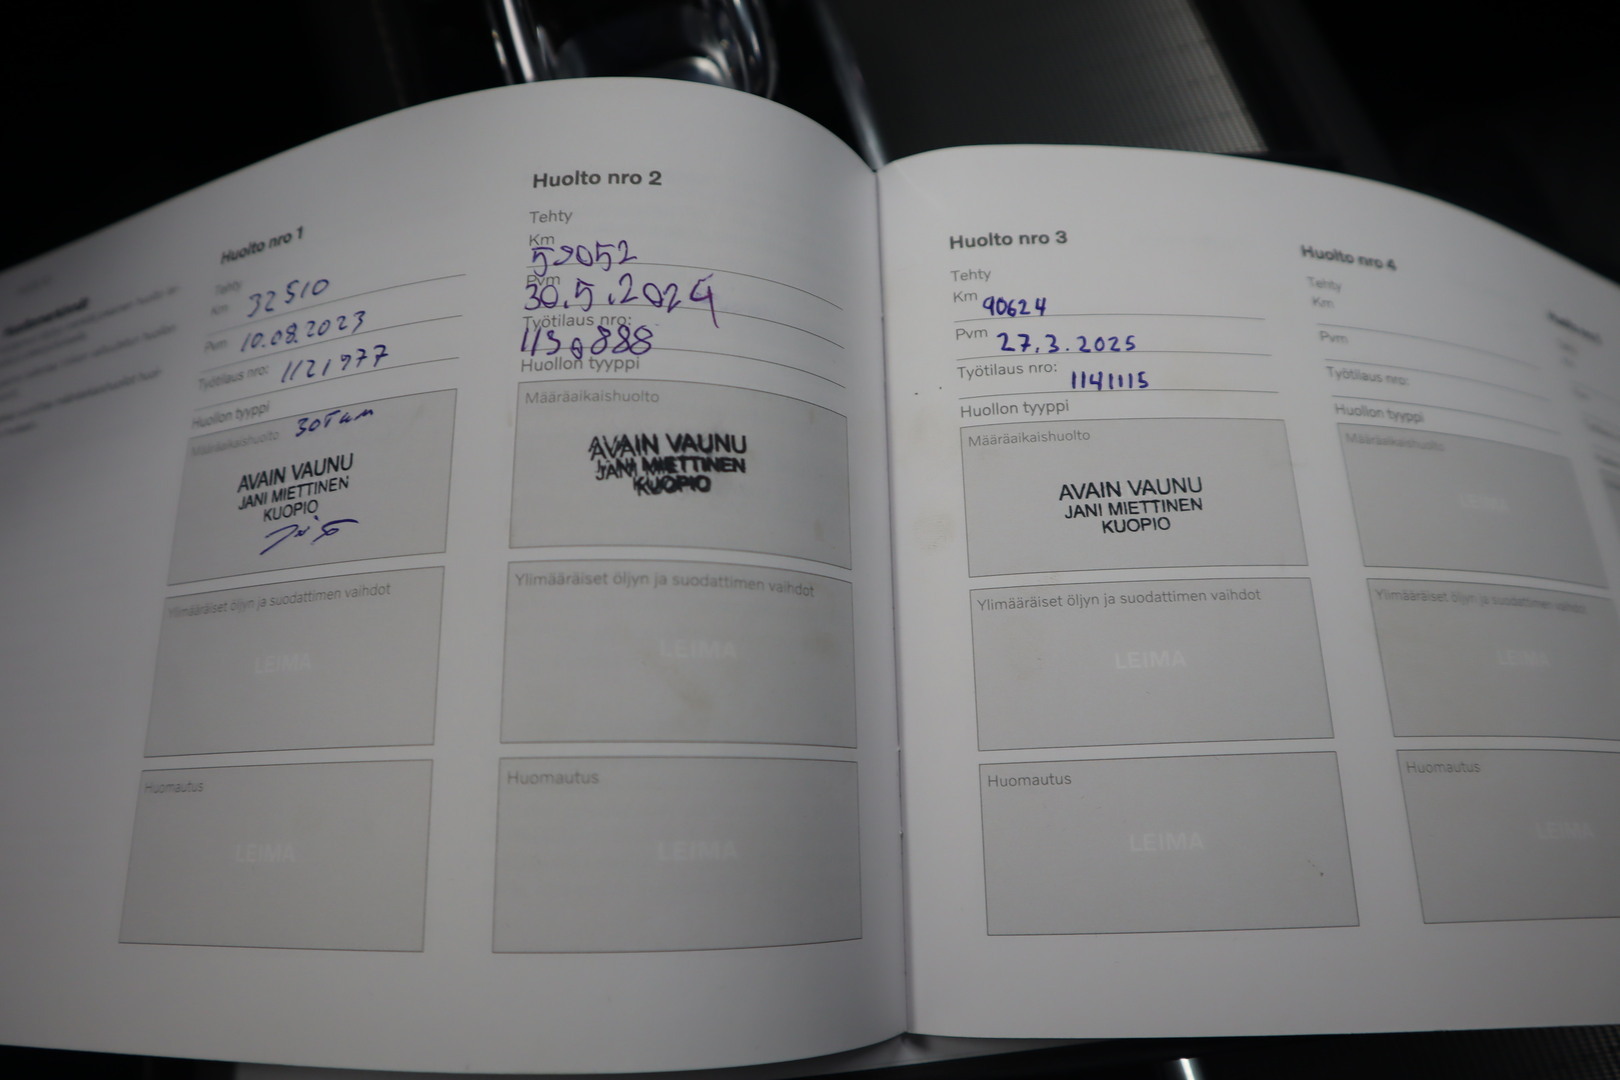 Huolto nro 1
Tehty
Km 32510
Pvm 10.08.2023
Työtilaus nro: 1121977
Huollon tyyppi
Määräaikaishuolto 30TKM
AVAIN VAUNU
JANI MIETTINEN
KUOPIO
Ylimääräiset öljyn ja suodattimen vaihdot
LEIMA
Huomautus
LEIMA
Huolto nro 2
Tehty
Km
59052
Pvm
30.5.2024
Työtilaus nro:
Huollon tyyppi
Määräaikaishuolto
AVAIN VAUNU
JANI MIETTINEN
KUOPIO
Ylimääräiset öljyn ja suodattimen vaihdot
LEIMA
Huomautus
LEIMA
Huolto nro 3
Tehty
Km 90624
Pvm 27.3.2025
Työtilaus nro: 1141115
Huollon tyyppi
Määräaikaishuolto
AVAIN VAUNU
JANI MIETTINEN
KUOPIO
Ylimääräiset öljyn ja suodattimen vaihdot
LEIMA
Huomautus
LEIMA
Huolto nro 4
Tehty
Km
Pvm
Työtilaus nro:
Huollon tyyppi
Määräaikaishuolto
LEIMA
Ylimääräiset öljyn ja suodattimen vaihdot
LEIMA
Huomautus
LEIMA